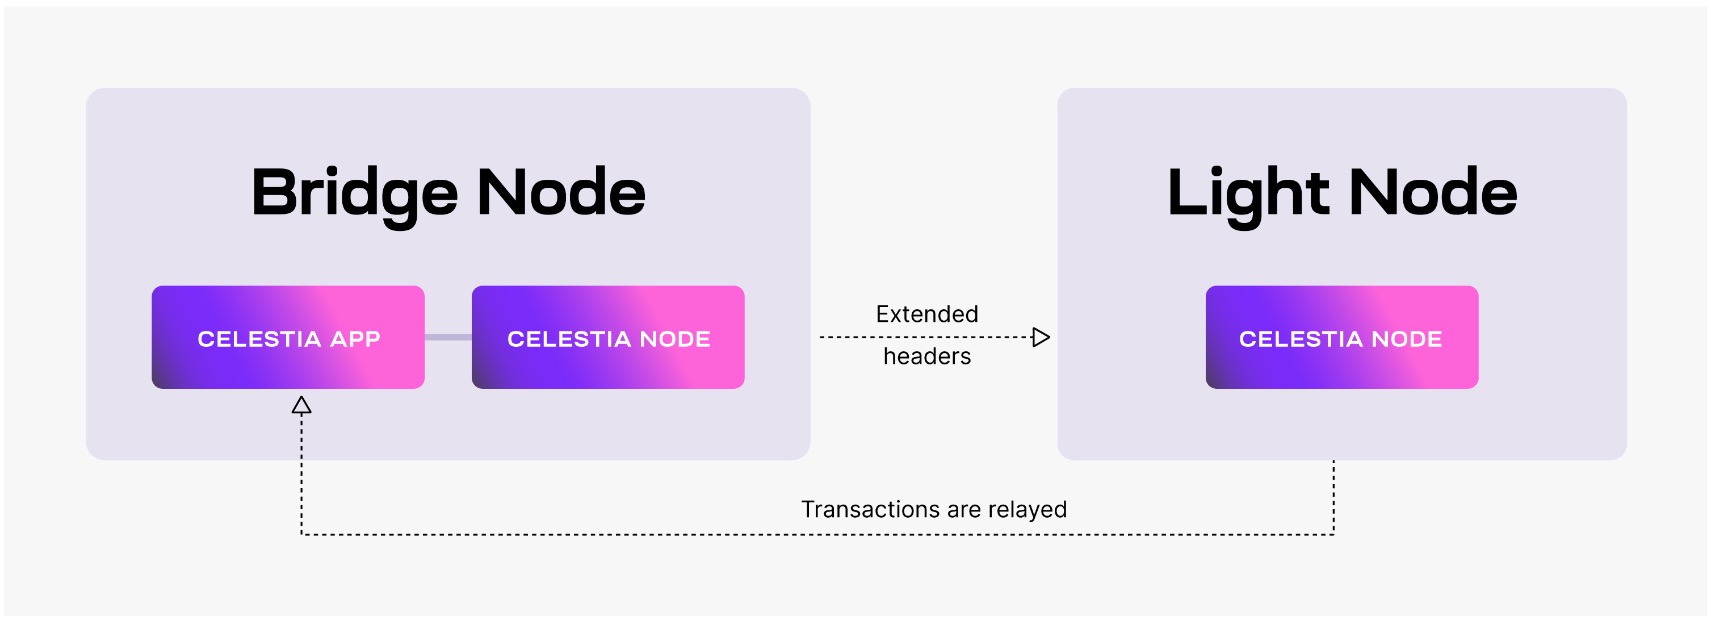 Bridge Node
CELESTIA APP
CELESTIA NODE
Extended
headers
Light Node
CELESTIA NODE
Transactions are relayed